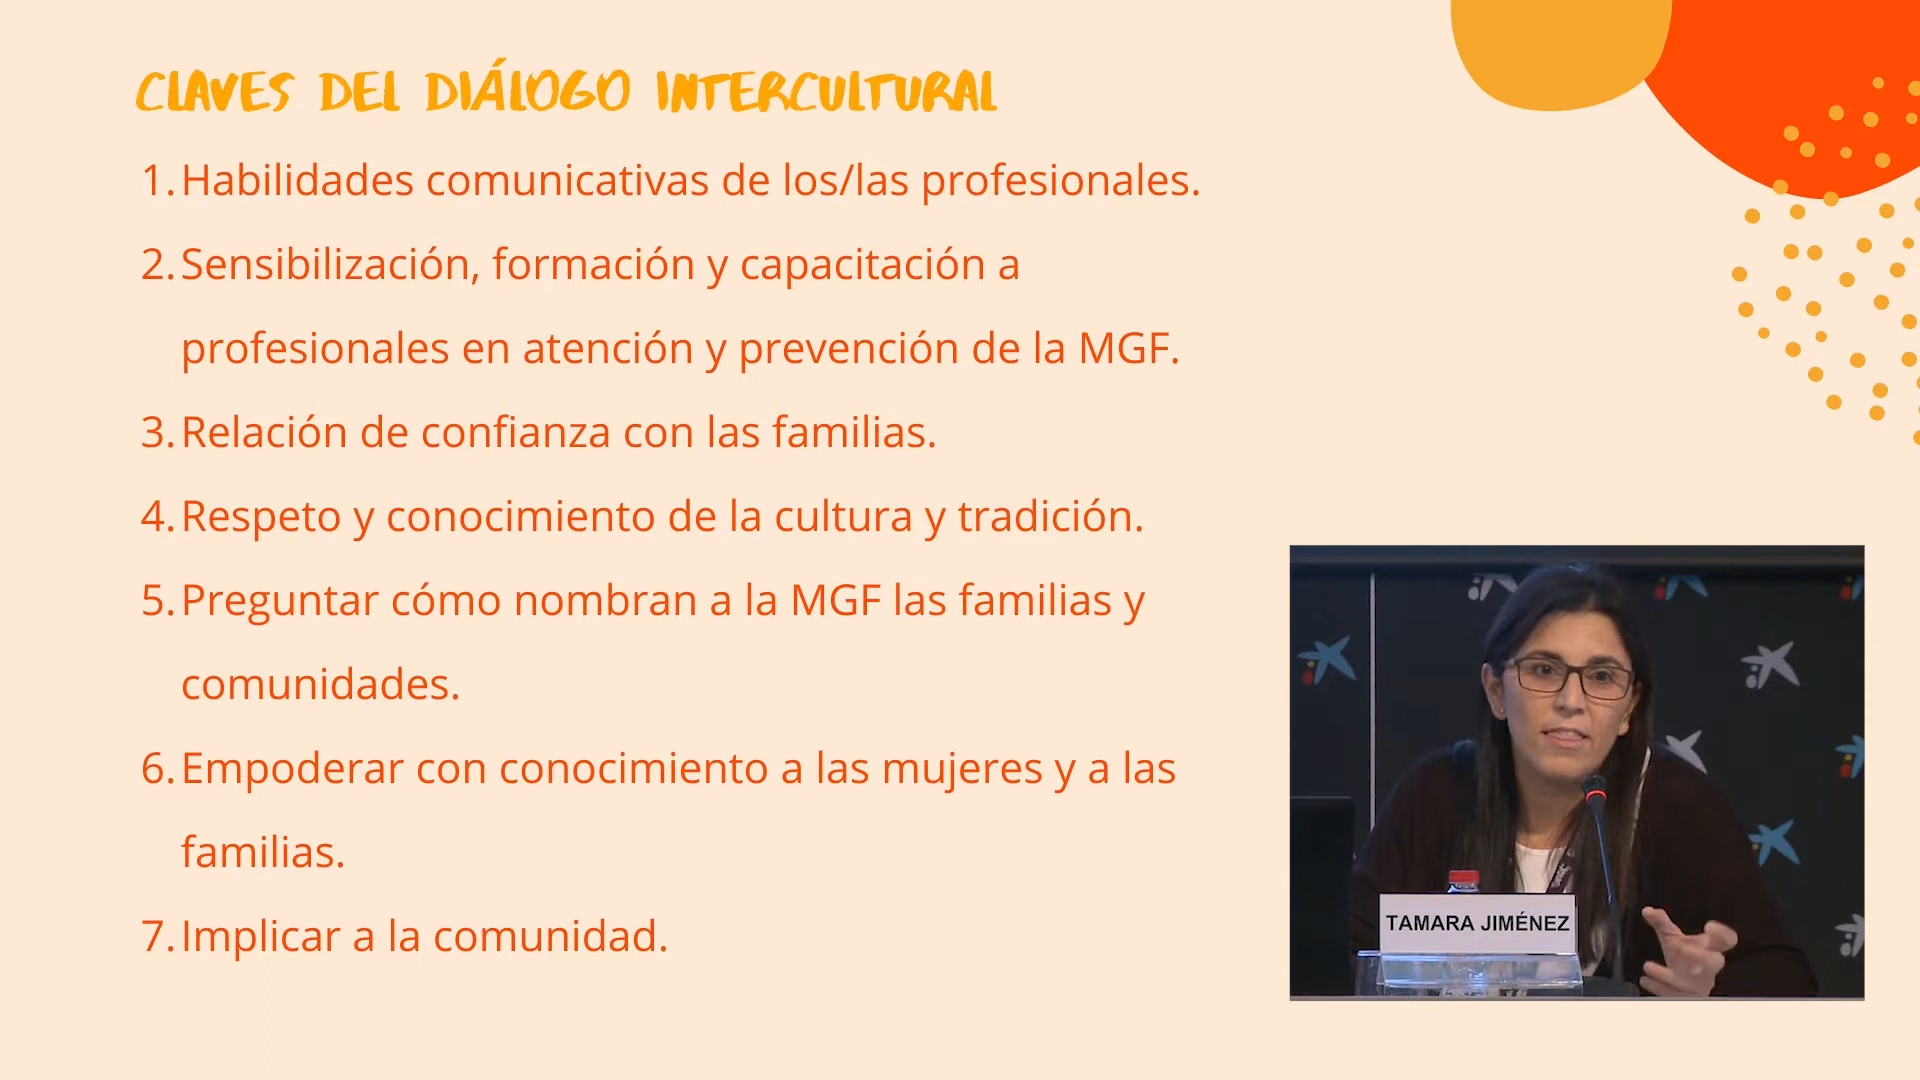 CLAVES DEL DIÁLOGO INTERCULTURAL
1. Habilidades comunicativas de los/las profesionales.
2. Sensibilización, formación y capacitación a
profesionales en atención y prevención de la MGF.
3. Relación de confianza con las familias.
4. Respeto y conocimiento de la cultura y tradición.
5. Preguntar cómo nombran a la MGF las familias y
comunidades.
6. Empoderar con conocimiento a las mujeres y a las
familias.
7. Implicar a la comunidad.
TAMARA JIMÉNEZ